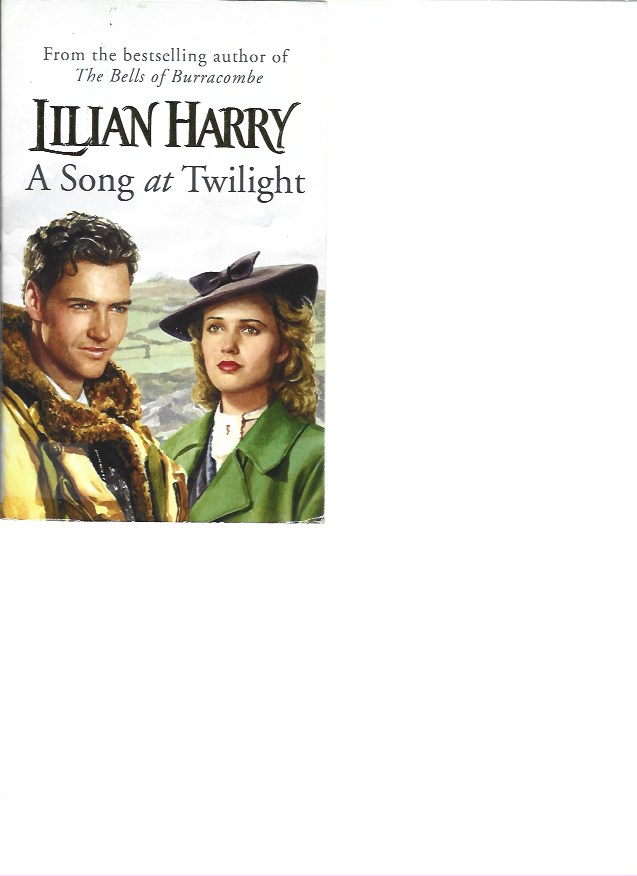 From the bestselling author of
The Bells of Burracombe
LILIAN HARRY
A Song at Twilight